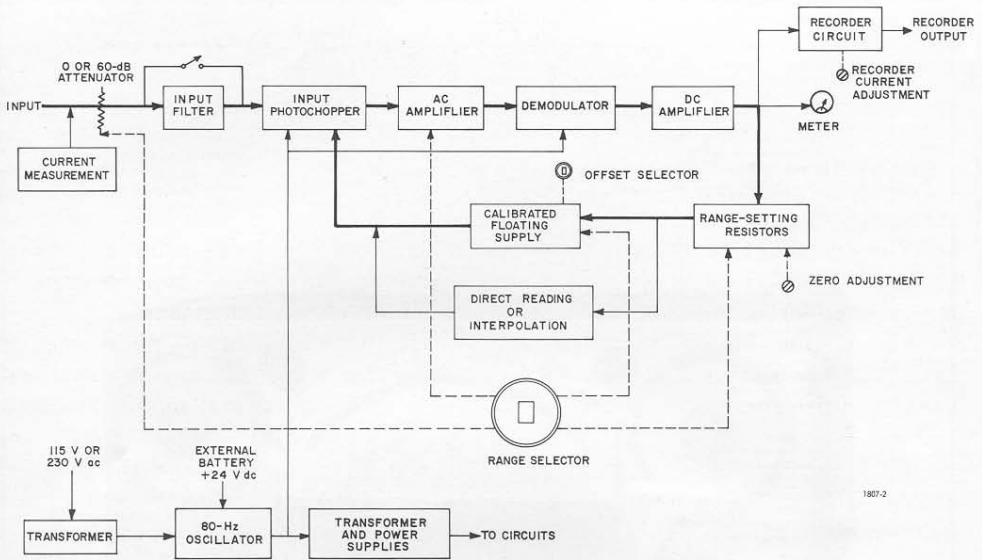 RECORDER
CIRCUIT
RECORDER
OUTPUT
0 OR 60-dB
ATTENUATOR
RECORDER
CURRENT
ADJUSTMENT
INPUT
INPUT
FILTER
INPUT
PHOTOCHOPPER
AC
AMPLIFLIER
DEMODULATOR
DC
AMPLIFIER
METER
CURRENT
MEASUREMENT
OFFSET SELECTOR
CALIBRATED
FLOATING
SUPPLY
RANGE-SETTING
RESISTORS
ZERO ADJUSTMENT
DIRECT READING
OR
INTERPOLATION
RANGE SELECTOR
115 V OR
230 V ac
EXTERNAL
BATTERY
+24 V dc
1807-2
TRANSFORMER
80-Hz
OSCILLATOR
TRANSFORMER
AND POWER
SUPPLIES
TO CIRCUITS